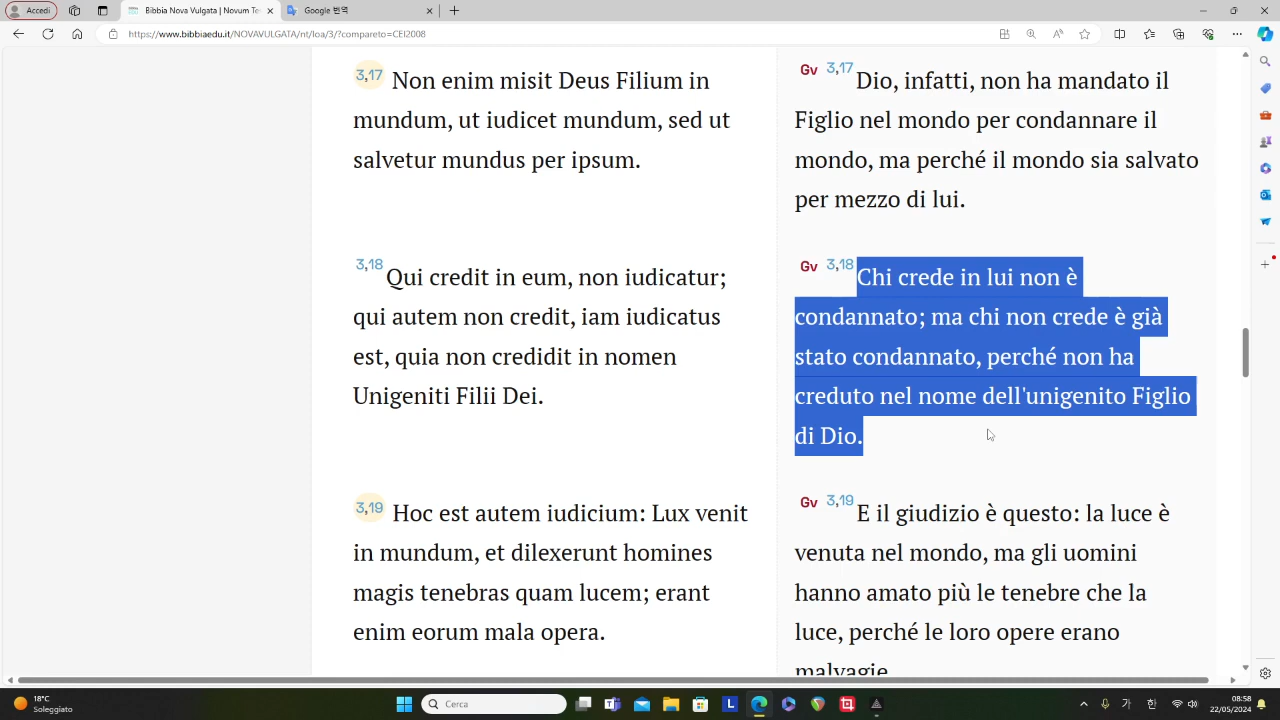 Accedi
Bibbia Nova Vulgata | Novum Te
Google 번역
https://www.bibbiaedu.it/NOVAVULGATA/nt/loa/3/?compareto=CEI2008
3,17 Non enim misit Deus Filium in
mundum, ut iudicet mundum, sed ut
salvetur mundus per ipsum.
3,18 Qui credit in eum, non iudicatur;
qui autem non credit, iam iudicatus
est, quia non credidit in nomen
Unigeniti Filii Dei.
3,19 Hoc est autem iudicium: Lux venit
in mundum, et dilexerunt homines
magis tenebras quam lucem; erant
enim eorum mala opera.
Gv 3,17 Dio, infatti, non ha mandato il
Figlio nel mondo per condannare il
mondo, ma perché il mondo sia salvato
per mezzo di lui.
Gv 3,18 Chi crede in lui non è
condannato; ma chi non crede è già
stato condannato, perché non ha
creduto nel nome dell'unigenito Figlio
di Dio.
Gv 3,19 E il giudizio è questo: la luce è
venuta nel mondo, ma gli uomini
hanno amato più le tenebre che la
luce, perché le loro opere erano
malvagie.
18°C
Soleggiato
Cerca
가
한
08:58
22/05/2024